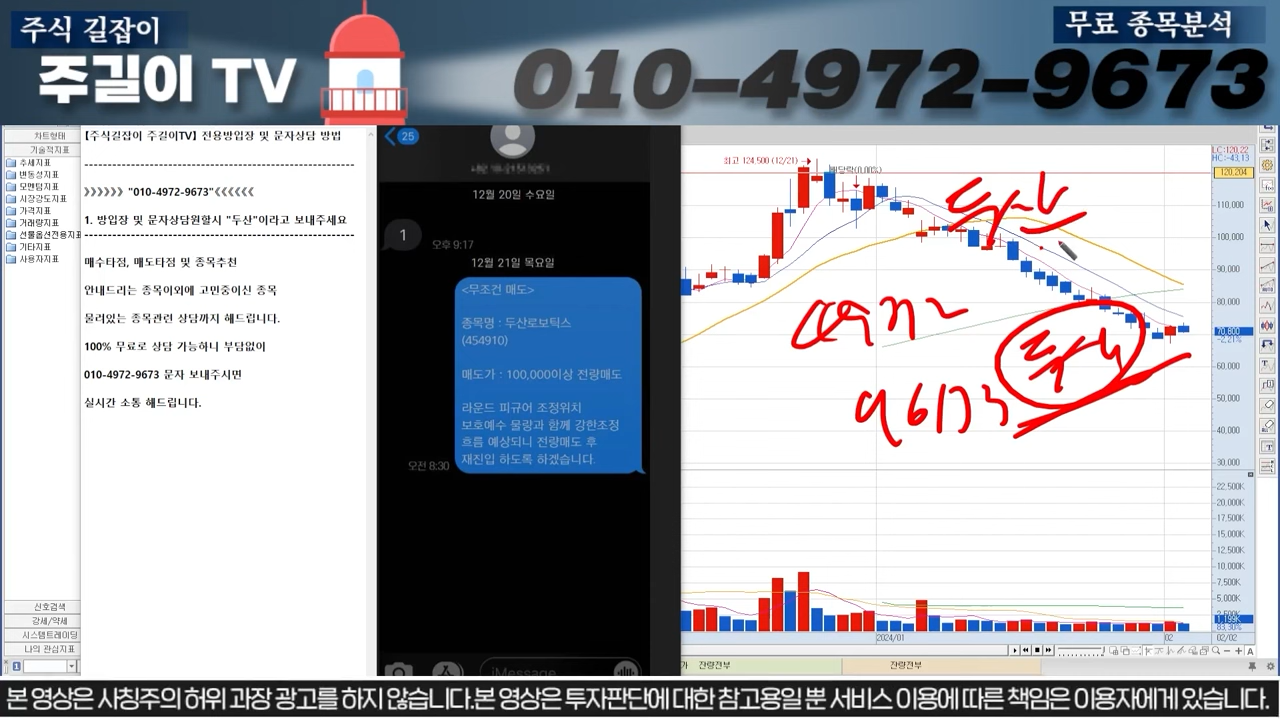 주식 길잡이
주길이 TV
무료 종목분석
010-4972-9673
차트형태
기술적지표
추세지표
변동성지표
모멘텀지표
시장강도지표
가격지표
거래량지표
선물옵션전용지표
기타지표
사용자지표
신호검색
강세/약세
시스템트레이딩
나의 관심지표
【주식길잡이 주길이TV】 전용방입장 및 문자상담 방법
》》》》》》 "010-4972-9673"《《《《《《
1. 방입장 및 문자상담원할시 "두산"이라고 보내주세요
매수타점, 매도타점 및 종목추천
안내드리는 종목이외에 고민중이신 종목
물려있는 종목관련 상담까지 해드립니다.
100% 무료로 상담 가능하니 부담없이
010-4972-9673 문자 보내주시면
실시간 소통 해드립니다.
25
12월 20일 수요일
1
오후 9:17
12월 21일 목요일
<무조건 매도>
종목명 : 두산로보틱스
(454910)
매도가 : 100,000이상 전량매도
라운드 피규어 조정위치
보호예수 물량과 함께 강한조정
흐름 예상되니 전량매도 후
재진입 하도록 하겠습니다.
오전 8:30
iMessage
최고 124,500 (12/21)
두산
4972
두산
9673
LC:120.22
HC:-43.13
120,204
110,000
100,000
90,000
80,000
70,800
60,000
50,000
40,000
30,000
22,500K
20,000K
17,500K
15,000K
12,500K
10,000K
7,500K
5,000K
83.30%
2024/01
02
02/02
잔량전부
잔량전부
본 영상은 사칭주의 허위 과장 광고를 하지 않습니다.본 영상은 투자판단에 대한 참고용일 뿐 서비스 이용에 따른 책임은 이용자에게 있습니다.